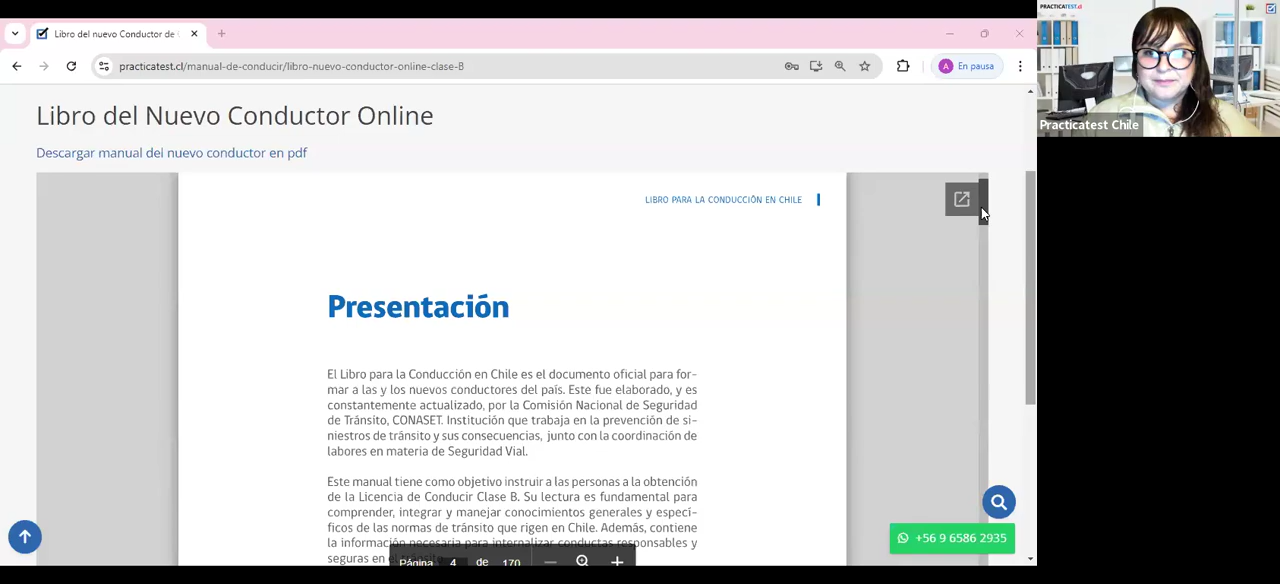 Libro del nuevo Conductor de
practicatest.cl/manual-de-conducir/libro-nuevo-conductor-online-clase-B
A
En pausa
PRACTICATEST.cl
Practicatest Chile
Libro del Nuevo Conductor Online
Descargar manual del nuevo conductor en pdf
LIBRO PARA LA CONDUCCIÓN EN CHILE
Presentación
El Libro para la Conducción en Chile es el documento oficial para for-
mar a las y los nuevos conductores del país. Este fue elaborado, y es
constantemente actualizado, por la Comisión Nacional de Seguridad
de Tránsito, CONASET. Institución que trabaja en la prevención de si-
niestros de tránsito y sus consecuencias, junto con la coordinación de
labores en materia de Seguridad Vial.
Este manual tiene como objetivo instruir a las personas a la obtención
de la Licencia de Conducir Clase B. Su lectura es fundamental para
comprender, integrar y manejar conocimientos generales y especí-
ficos de las normas de tránsito que rigen en Chile. Además, contiene
la información necesaria para internalizar conductas responsables y
seguras en el tránsito.
Página 4 de 170
+56 9 6586 2935